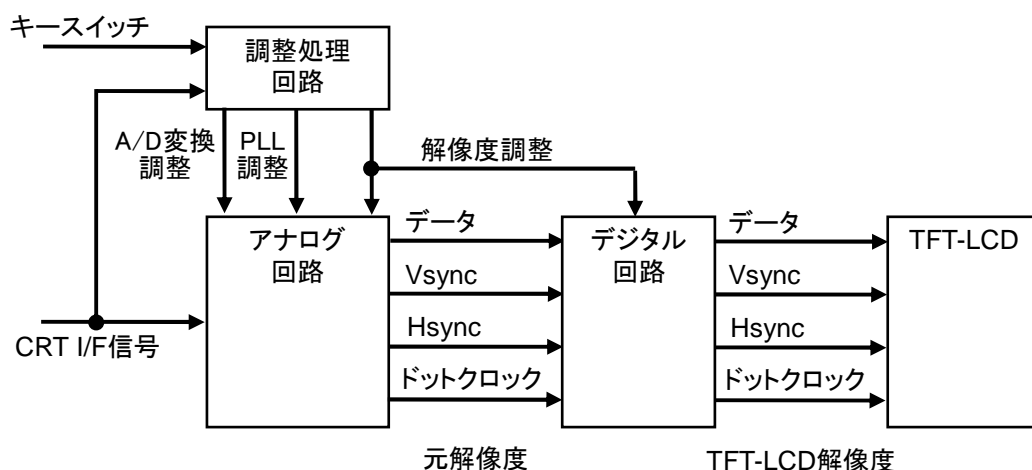 キースイッチ
調整処理
回路
A/D変換
調整
PLL
調整
解像度調整
アナログ
回路
データ
Vsync
Hsync
ドットクロック
デジタル
回路
データ
Vsync
Hsync
ドットクロック
TFT-LCD
CRT I/F信号
元解像度
TFT-LCD解像度